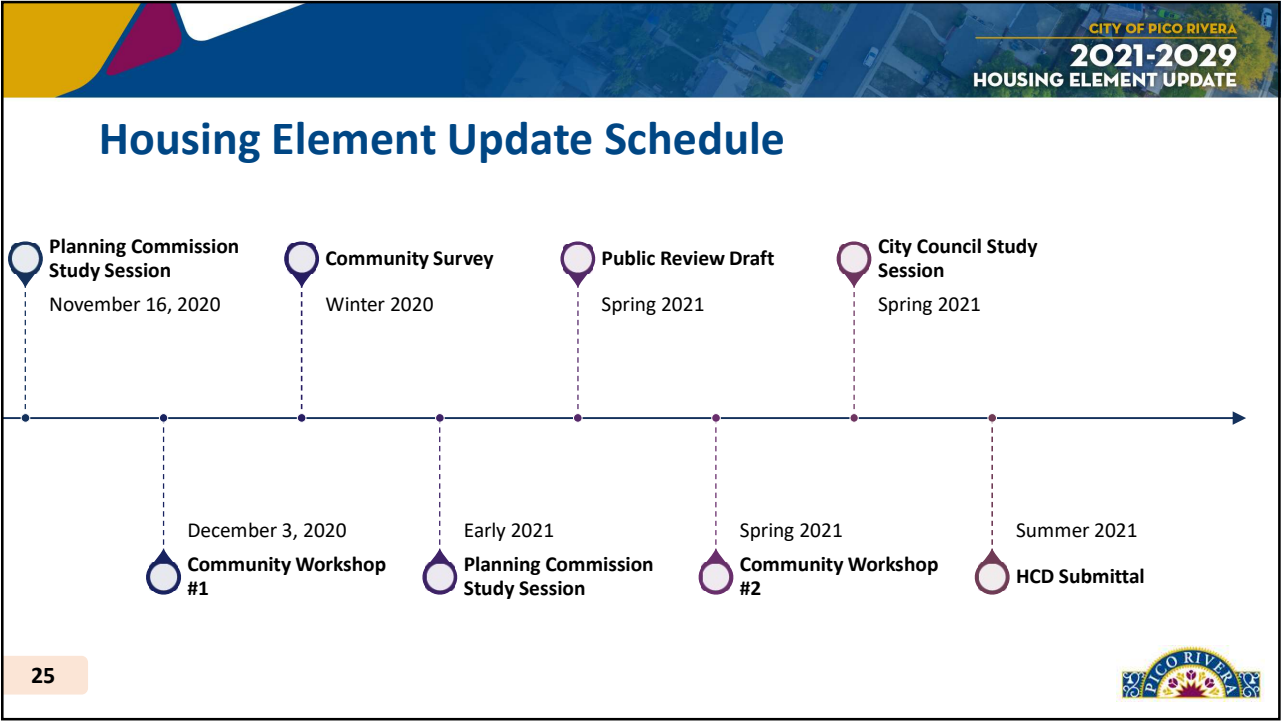 CITY OF PICO RIVERA
2021-2029
HOUSING ELEMENT UPDATE
Housing Element Update Schedule
Planning Commission
Study Session
November 16, 2020
Community Survey
Winter 2020
Public Review Draft
Spring 2021
City Council Study
Session
Spring 2021
December 3, 2020
Community Workshop
#1
Early 2021
Planning Commission
Study Session
Spring 2021
Community Workshop
#2
Summer 2021
HCD Submittal
25
PICO RIVERA